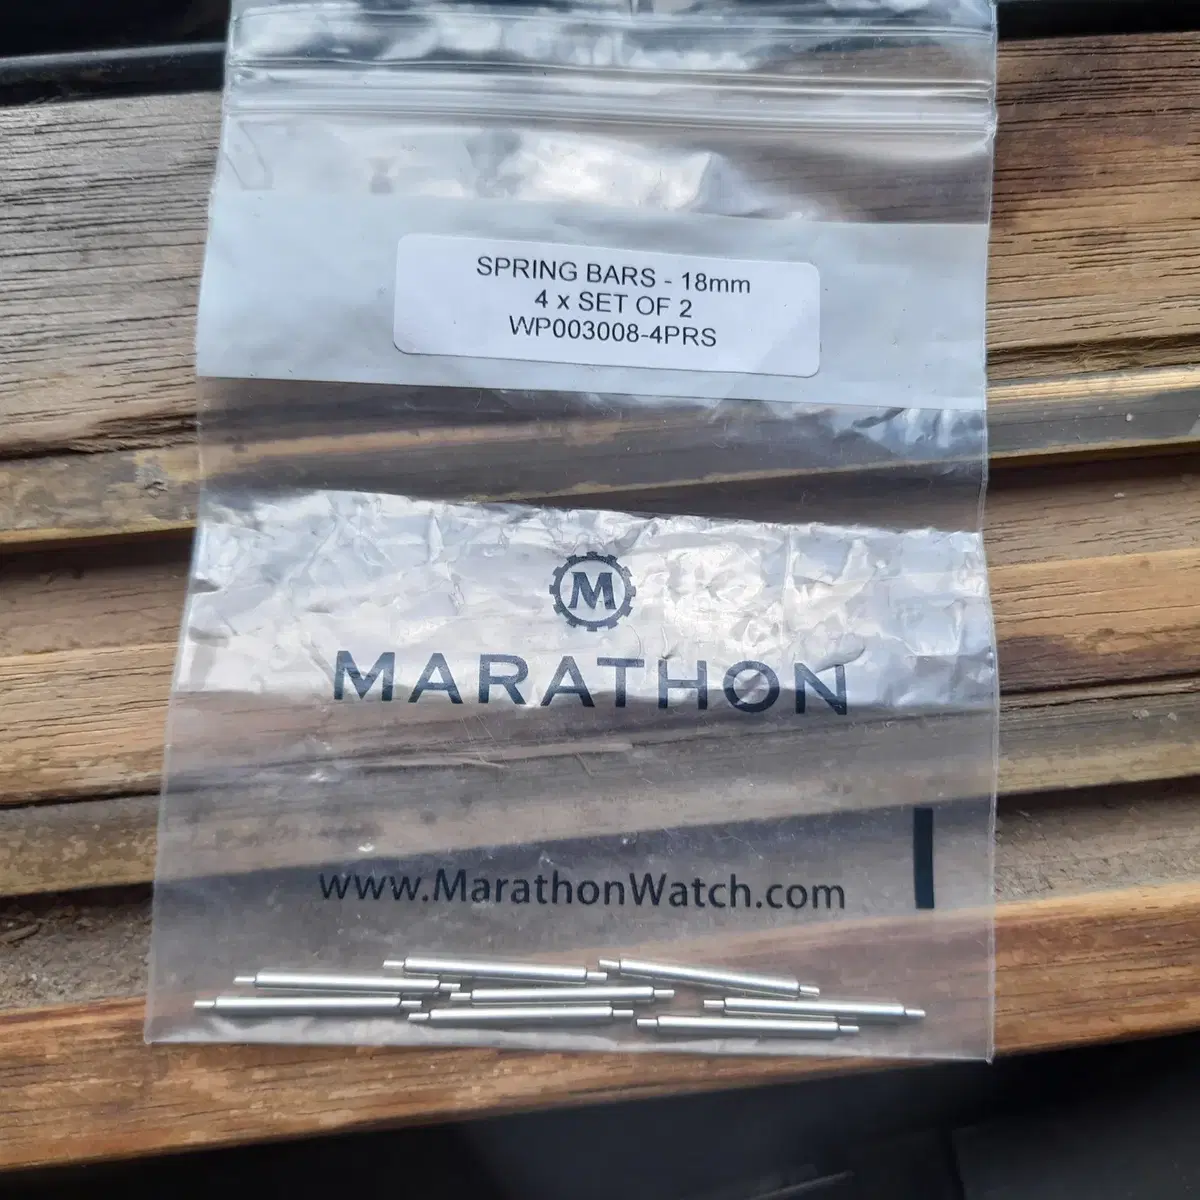 SPRING BARS - 18mm
4 x SET OF 2
WP003008-4PRS
M
MARATHON
www.MarathonWatch.com